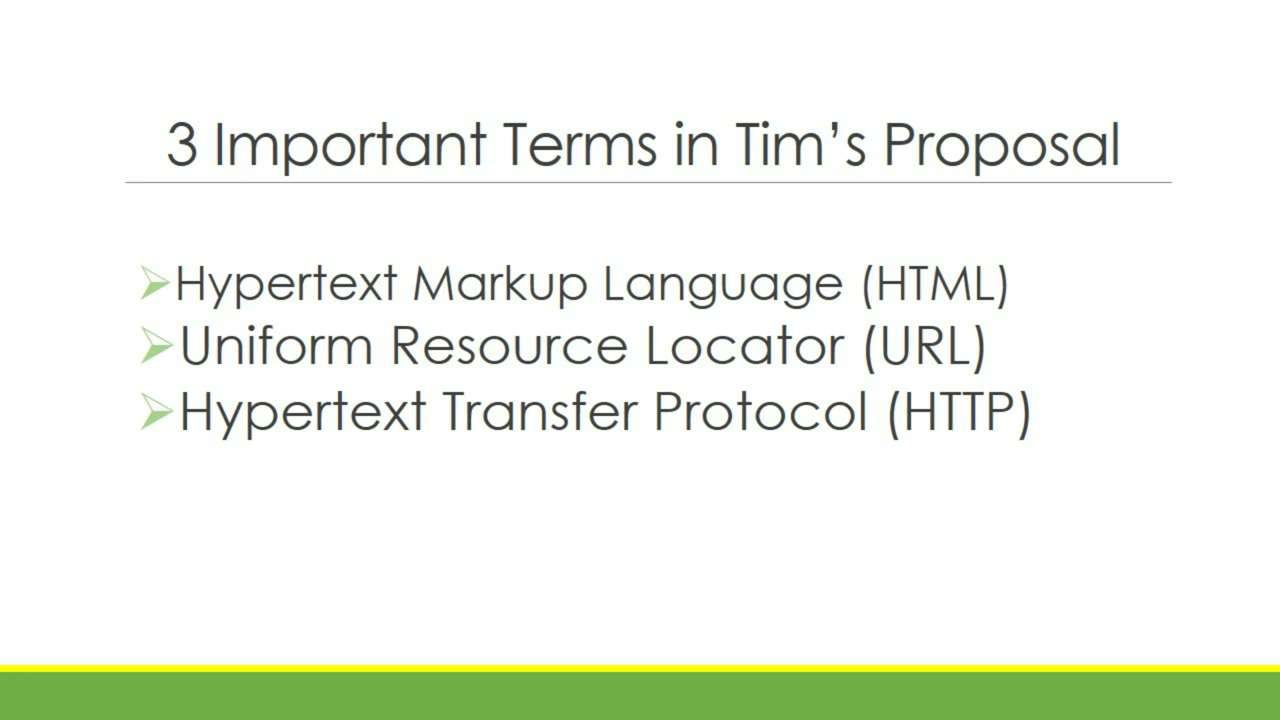 3 Important Terms in Tim’s Proposal
➢Hypertext Markup Language (HTML)
➢Uniform Resource Locator (URL)
➢Hypertext Transfer Protocol (HTTP)